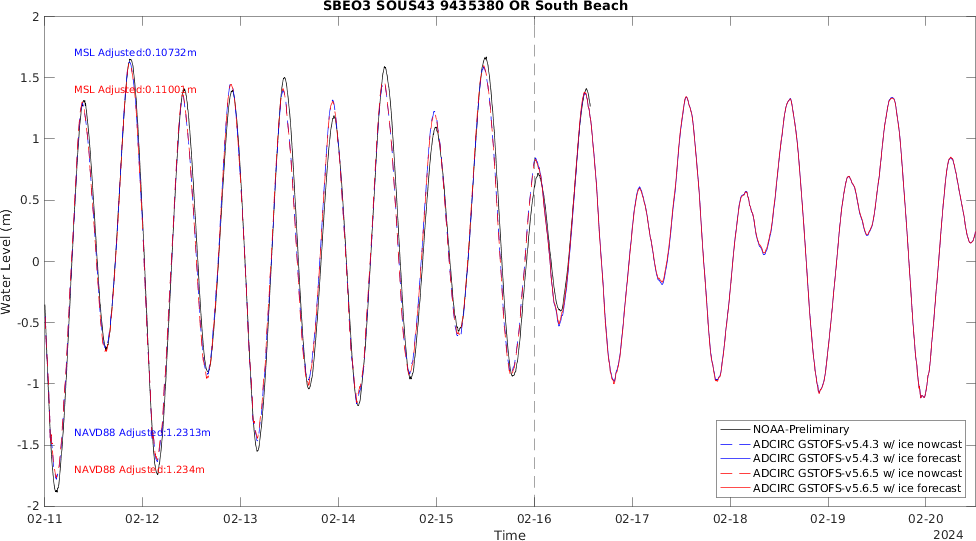 SBEO3 SOUS43 9435380 OR South Beach
2
1.5
1
0.5
0
-0.5
-1
-1.5
-2
Water Level (m)
MSL Adjusted:0.10732m
MSL Adjusted:0.11001m
NAVD88 Adjusted:1.2313m
NAVD88 Adjusted:1.234m
NOAA-Preliminary
ADCIRC GSTOFS-v5.4.3 w/ ice nowcast
ADCIRC GSTOFS-v5.4.3 w/ ice forecast
ADCIRC GSTOFS-v5.6.5 w/ ice nowcast
ADCIRC GSTOFS-v5.6.5 w/ ice forecast
02-11 02-12 02-13 02-14 02-15 02-16 02-17 02-18 02-19 02-20
Time
2024